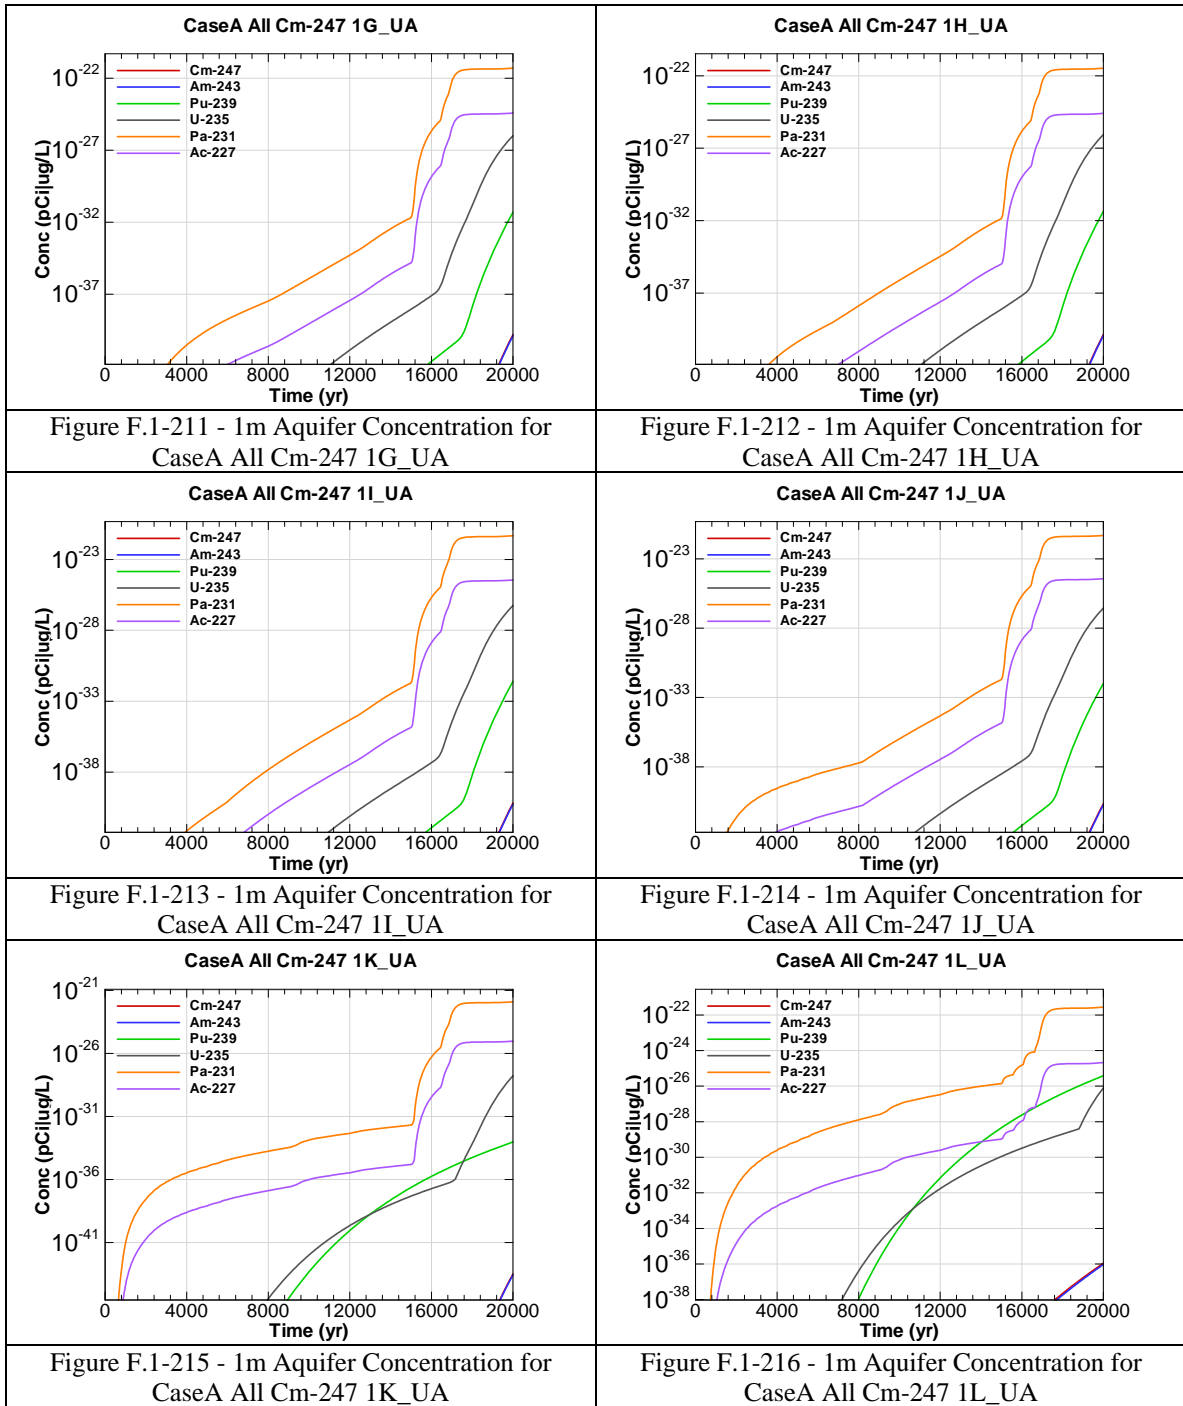 CaseA All Cm-247 1G_UA
Conc (pCi|ug/L)
10-22
10-27
10-32
10-37
Cm-247
Am-243
Pu-239
U-235
Pa-231
Ac-227
0 4000 8000 12000 16000 20000
Time (yr)
Figure F.1-211 - 1m Aquifer Concentration for
CaseA All Cm-247 1G_UA
CaseA All Cm-247 1H_UA
Conc (pCi|ug/L)
10-22
10-27
10-32
10-37
Cm-247
Am-243
Pu-239
U-235
Pa-231
Ac-227
0 4000 8000 12000 16000 20000
Time (yr)
Figure F.1-212 - 1m Aquifer Concentration for
CaseA All Cm-247 1H_UA
CaseA All Cm-247 1I_UA
Conc (pCi|ug/L)
10-23
10-28
10-33
10-38
Cm-247
Am-243
Pu-239
U-235
Pa-231
Ac-227
0 4000 8000 12000 16000 20000
Time (yr)
Figure F.1-213 - 1m Aquifer Concentration for
CaseA All Cm-247 1I_UA
CaseA All Cm-247 1J_UA
Conc (pCi|ug/L)
10-23
10-28
10-33
10-38
Cm-247
Am-243
Pu-239
U-235
Pa-231
Ac-227
0 4000 8000 12000 16000 20000
Time (yr)
Figure F.1-214 - 1m Aquifer Concentration for
CaseA All Cm-247 1J_UA
CaseA All Cm-247 1K_UA
Conc (pCi|ug/L)
10-21
10-26
10-31
10-36
10-41
Cm-247
Am-243
Pu-239
U-235
Pa-231
Ac-227
0 4000 8000 12000 16000 20000
Time (yr)
Figure F.1-215 - 1m Aquifer Concentration for
CaseA All Cm-247 1K_UA
CaseA All Cm-247 1L_UA
Conc (pCi|ug/L)
10-22
10-24
10-26
10-28
10-30
10-32
10-34
10-36
10-38
Cm-247
Am-243
Pu-239
U-235
Pa-231
Ac-227
0 4000 8000 12000 16000 20000
Time (yr)
Figure F.1-216 - 1m Aquifer Concentration for
CaseA All Cm-247 1L_UA